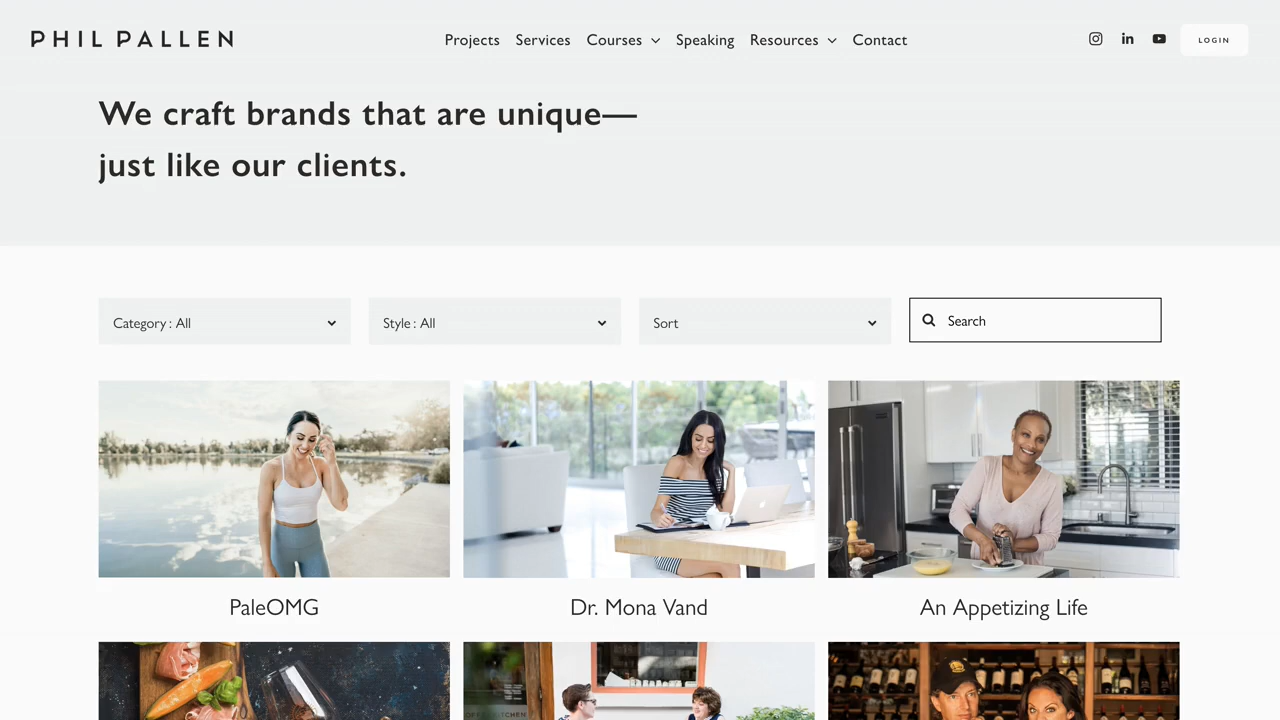 PHIL PALLEN
Projects Services Courses Speaking Resources Contact
LOGIN
We craft brands that are unique—
just like our clients.
Category : All
Style : All
Sort
Search
PaleOMG
Dr. Mona Vand
An Appetizing Life